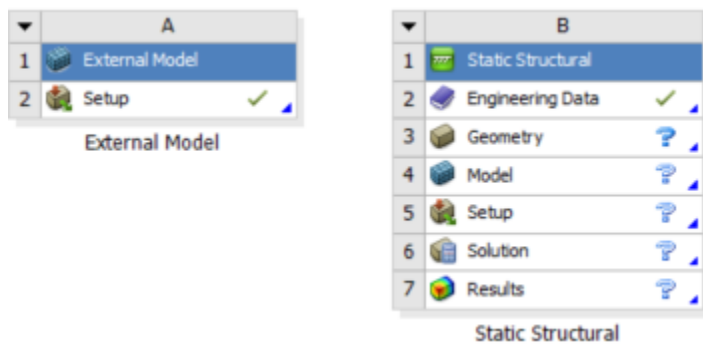 A
1 External Model
2 Setup
External Model
B
1 Static Structural
2 Engineering Data
3 Geometry
4 Model
5 Setup
6 Solution
7 Results
Static Structural